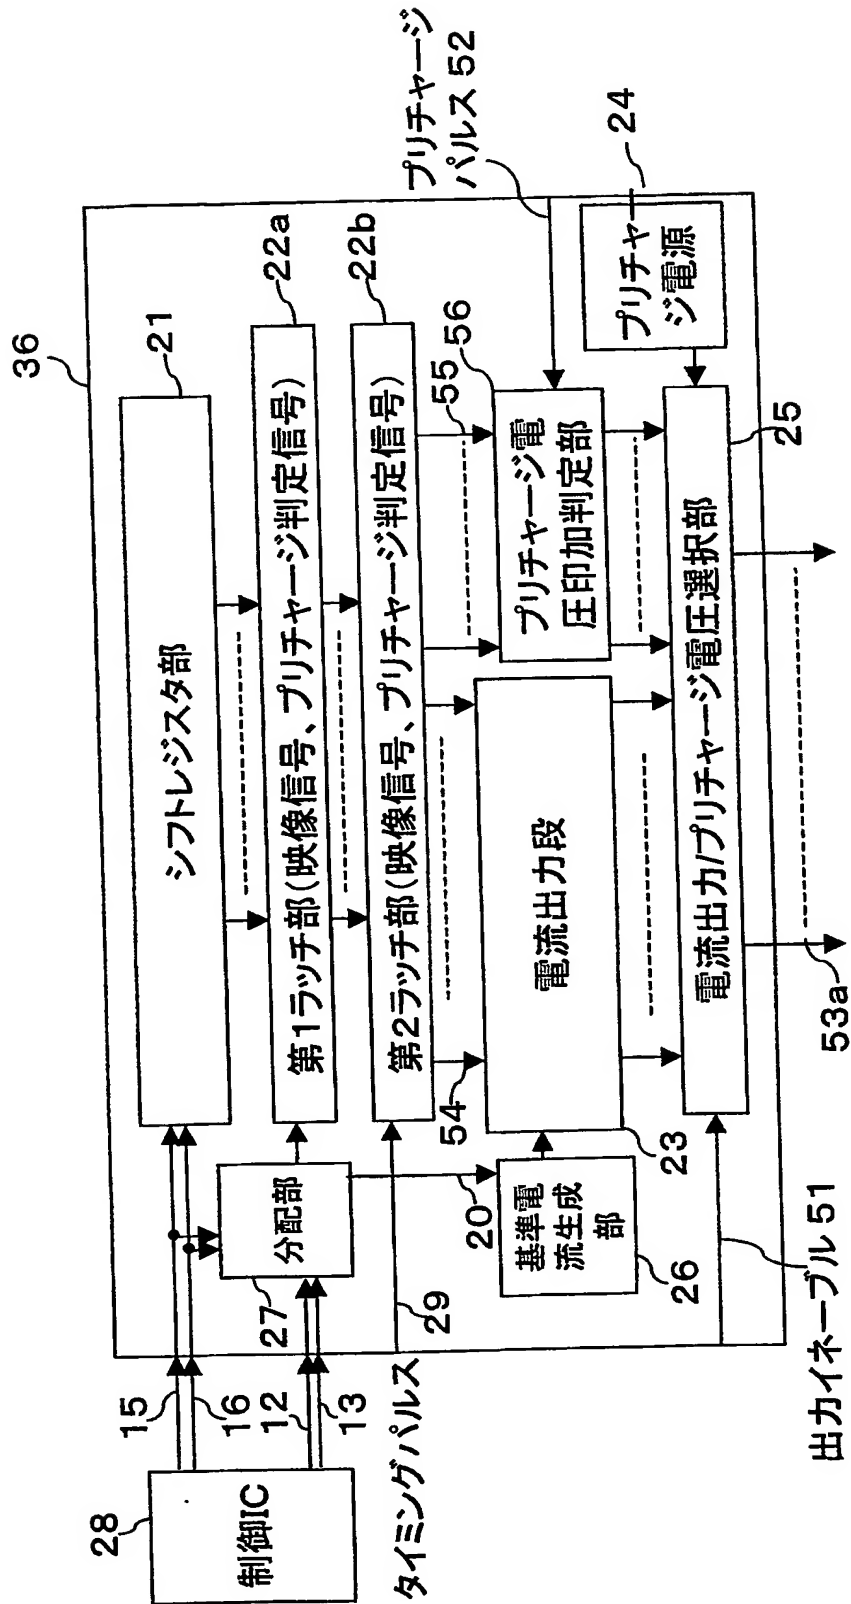 36
21
シフトレジスタ部
22a
第1ラッチ部(映像信号、プリチャージ判定信号)
22b
第2ラッチ部(映像信号、プリチャージ判定信号)
プリチャージ
パルス 52
28
制御IC
15
16
12
13
27
分配部
タイミングパルス
29
20
54
55
56
基準電
流生成
部
26
電流出力段
23
プリチャージ電
圧印加判定部
プリチャー
ジ電源
24
電流出力/プリチャージ電圧選択部
25
出力イネーブル 51
53a